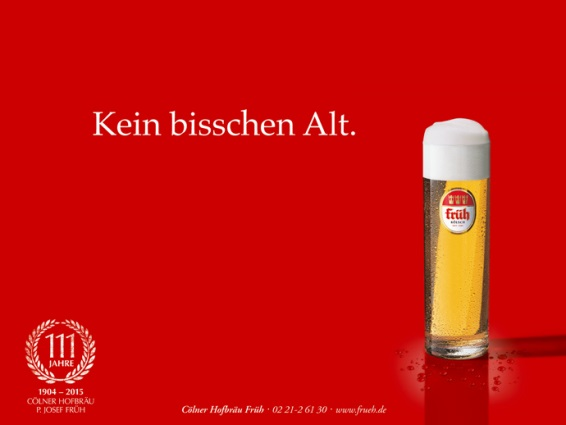 Kein bisschen Alt.
früh
KÖLSCH
111
JAHRE
1904 – 2015
CÖLNER HOFBRÄU
P. JOSEF FRÜH
Cölner Hofbräu Früh · 02 21-2 61 30 · www.frueh.de